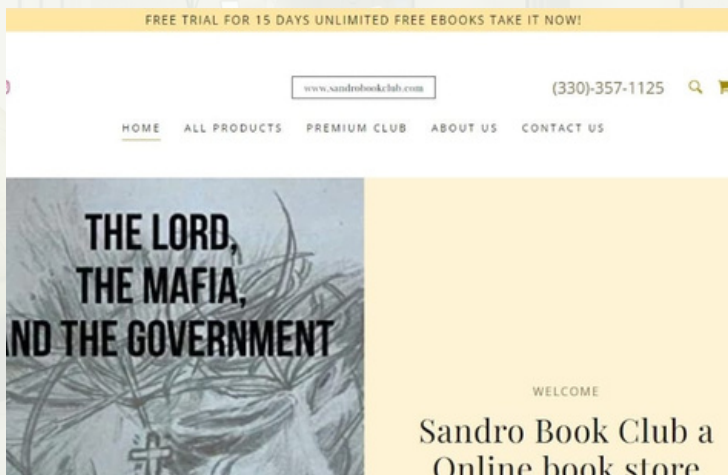 FREE TRIAL FOR 15 DAYS UNLIMITED FREE EBOOKS TAKE IT NOW!
www.sandrobookclub.com
(330)-357-1125
HOME ALL PRODUCTS PREMIUM CLUB ABOUT US CONTACT US
THE LORD,
THE MAFIA,
AND THE GOVERNMENT
WELCOME
Sandro Book Club a
Online book store